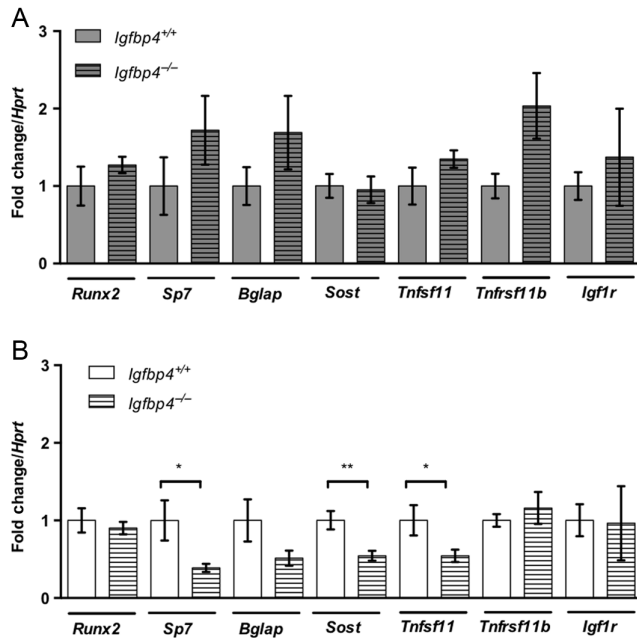 A
Igfbp4+/+
Igfbp4–/–
Fold change/Hprt
3
2
1
0
Runx2 Sp7 Bglap Sost Tnfsf11 Tnfrsf11b Igf1r
B
Igfbp4+/+
Igfbp4–/–
Fold change/Hprt
3
2
1
0
* ** *
Runx2 Sp7 Bglap Sost Tnfsf11 Tnfrsf11b Igf1r